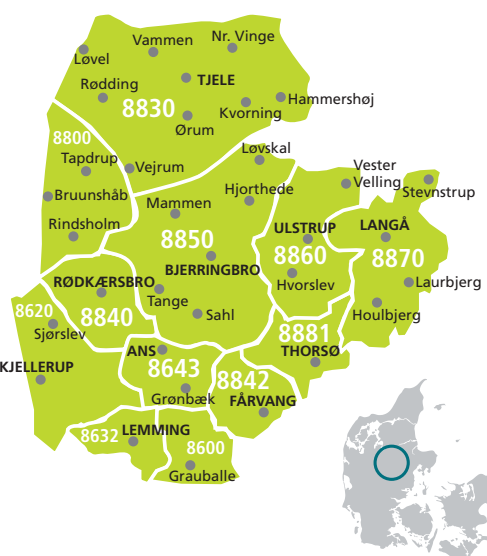 Nr. Vinge
Vammen
Løvel
TJELE
Rødding
8830
Kvorning
Hammershøj
Ørum
8800
Tapdrup
Vejrum
Løvskal
Vester
Velling
Stevnstrup
Bruunshåb
Mammen
Hjorthede
Rindsholm
8850
ULSTRUP
LANGÅ
8860
8870
BJERRINGBRO
RØDKÆRSBRO
Hvorslev
Laurbjerg
Tange
8620
8840
Sahl
Houlbjerg
Sjørslev
8881
ANS
THORSØ
8643
KJELLERUP
8842
Grønbæk
FÅRVANG
8632
LEMMING
8600
Grauballe